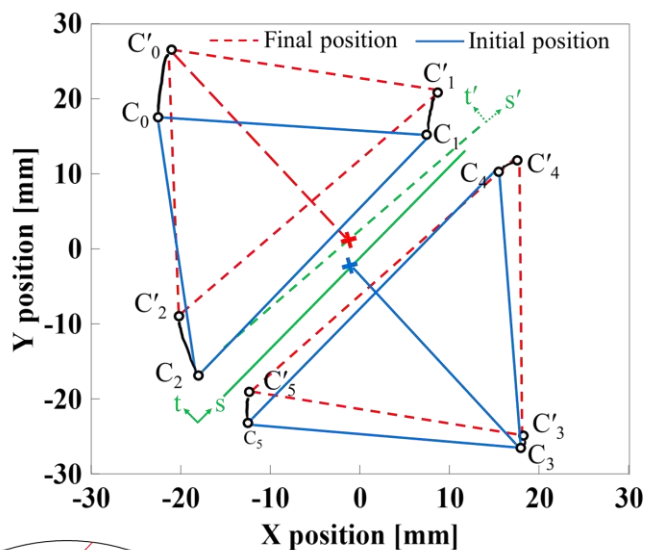 30
20
10
0
-10
-20
-30
Y position [mm]
Final position
Initial position
C′0
C0
C′1
C1
t′
s′
C4
C′4
C′2
C2
t
s
C′5
C5
C′3
C3
-30
-20
-10
0
10
20
30
X position [mm]